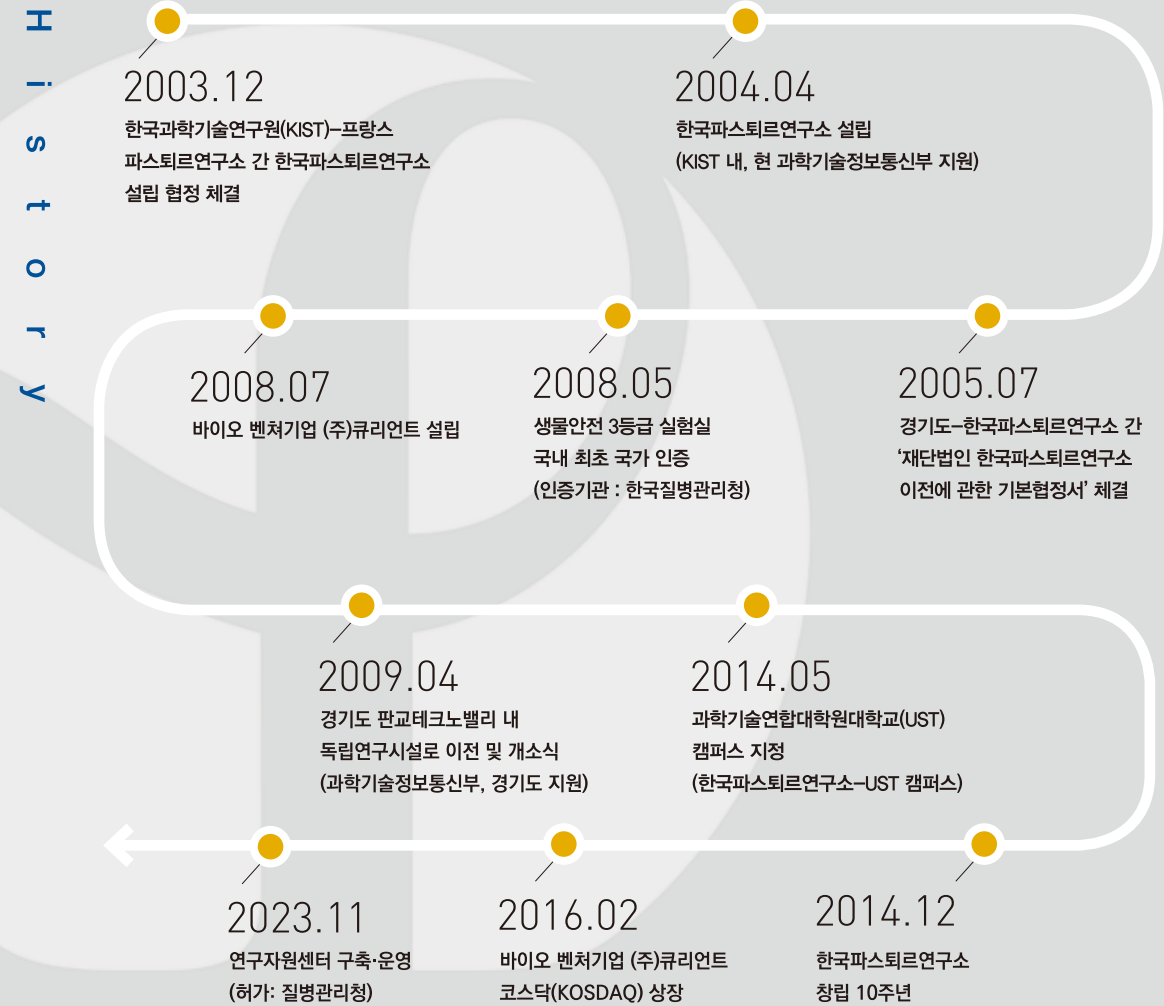 History
2003.12
한국과학기술연구원(KIST)–프랑스
파스퇴르연구소 간 한국파스퇴르연구소
설립 협정 체결
2004.04
한국파스퇴르연구소 설립
(KIST 내, 현 과학기술정보통신부 지원)
2005.07
경기도–한국파스퇴르연구소 간
‘재단법인 한국파스퇴르연구소
이전에 관한 기본협정서’ 체결
2008.05
생물안전 3등급 실험실
국내 최초 국가 인증
(인증기관 : 한국질병관리청)
2008.07
바이오 벤쳐기업 (주)큐리언트 설립
2009.04
경기도 판교테크노밸리 내
독립연구시설로 이전 및 개소식
(과학기술정보통신부, 경기도 지원)
2014.05
과학기술연합대학원대학교(UST)
캠퍼스 지정
(한국파스퇴르연구소–UST 캠퍼스)
2014.12
한국파스퇴르연구소
창립 10주년
2016.02
바이오 벤처기업 (주)큐리언트
코스닥(KOSDAQ) 상장
2023.11
연구자원센터 구축·운영
(허가: 질병관리청)